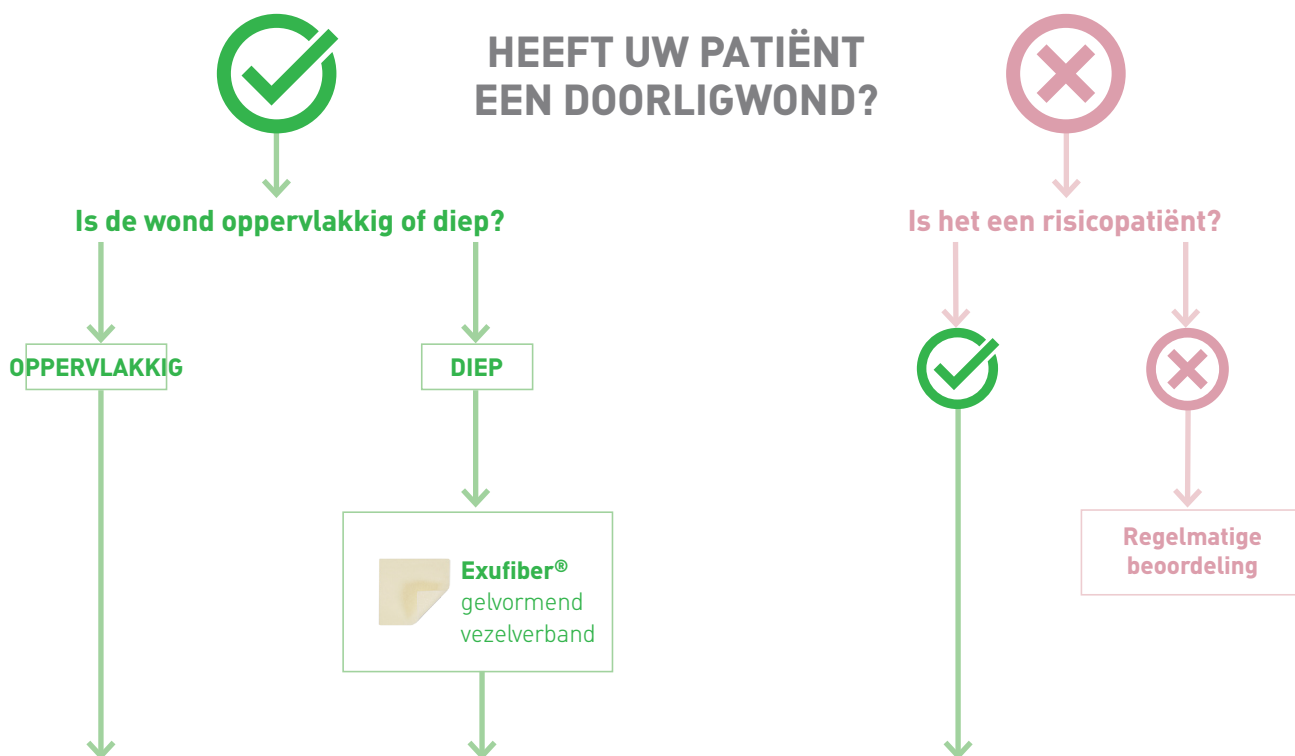 HEEFT UW PATIËNT
EEN DOORLIGWOND?
Is de wond oppervlakkig of diep?
OPPERVLAKKIG
DIEP
Exufiber®
gelvormend
vezelverband
Is het een risicopatiënt?
Regelmatige
beoordeling